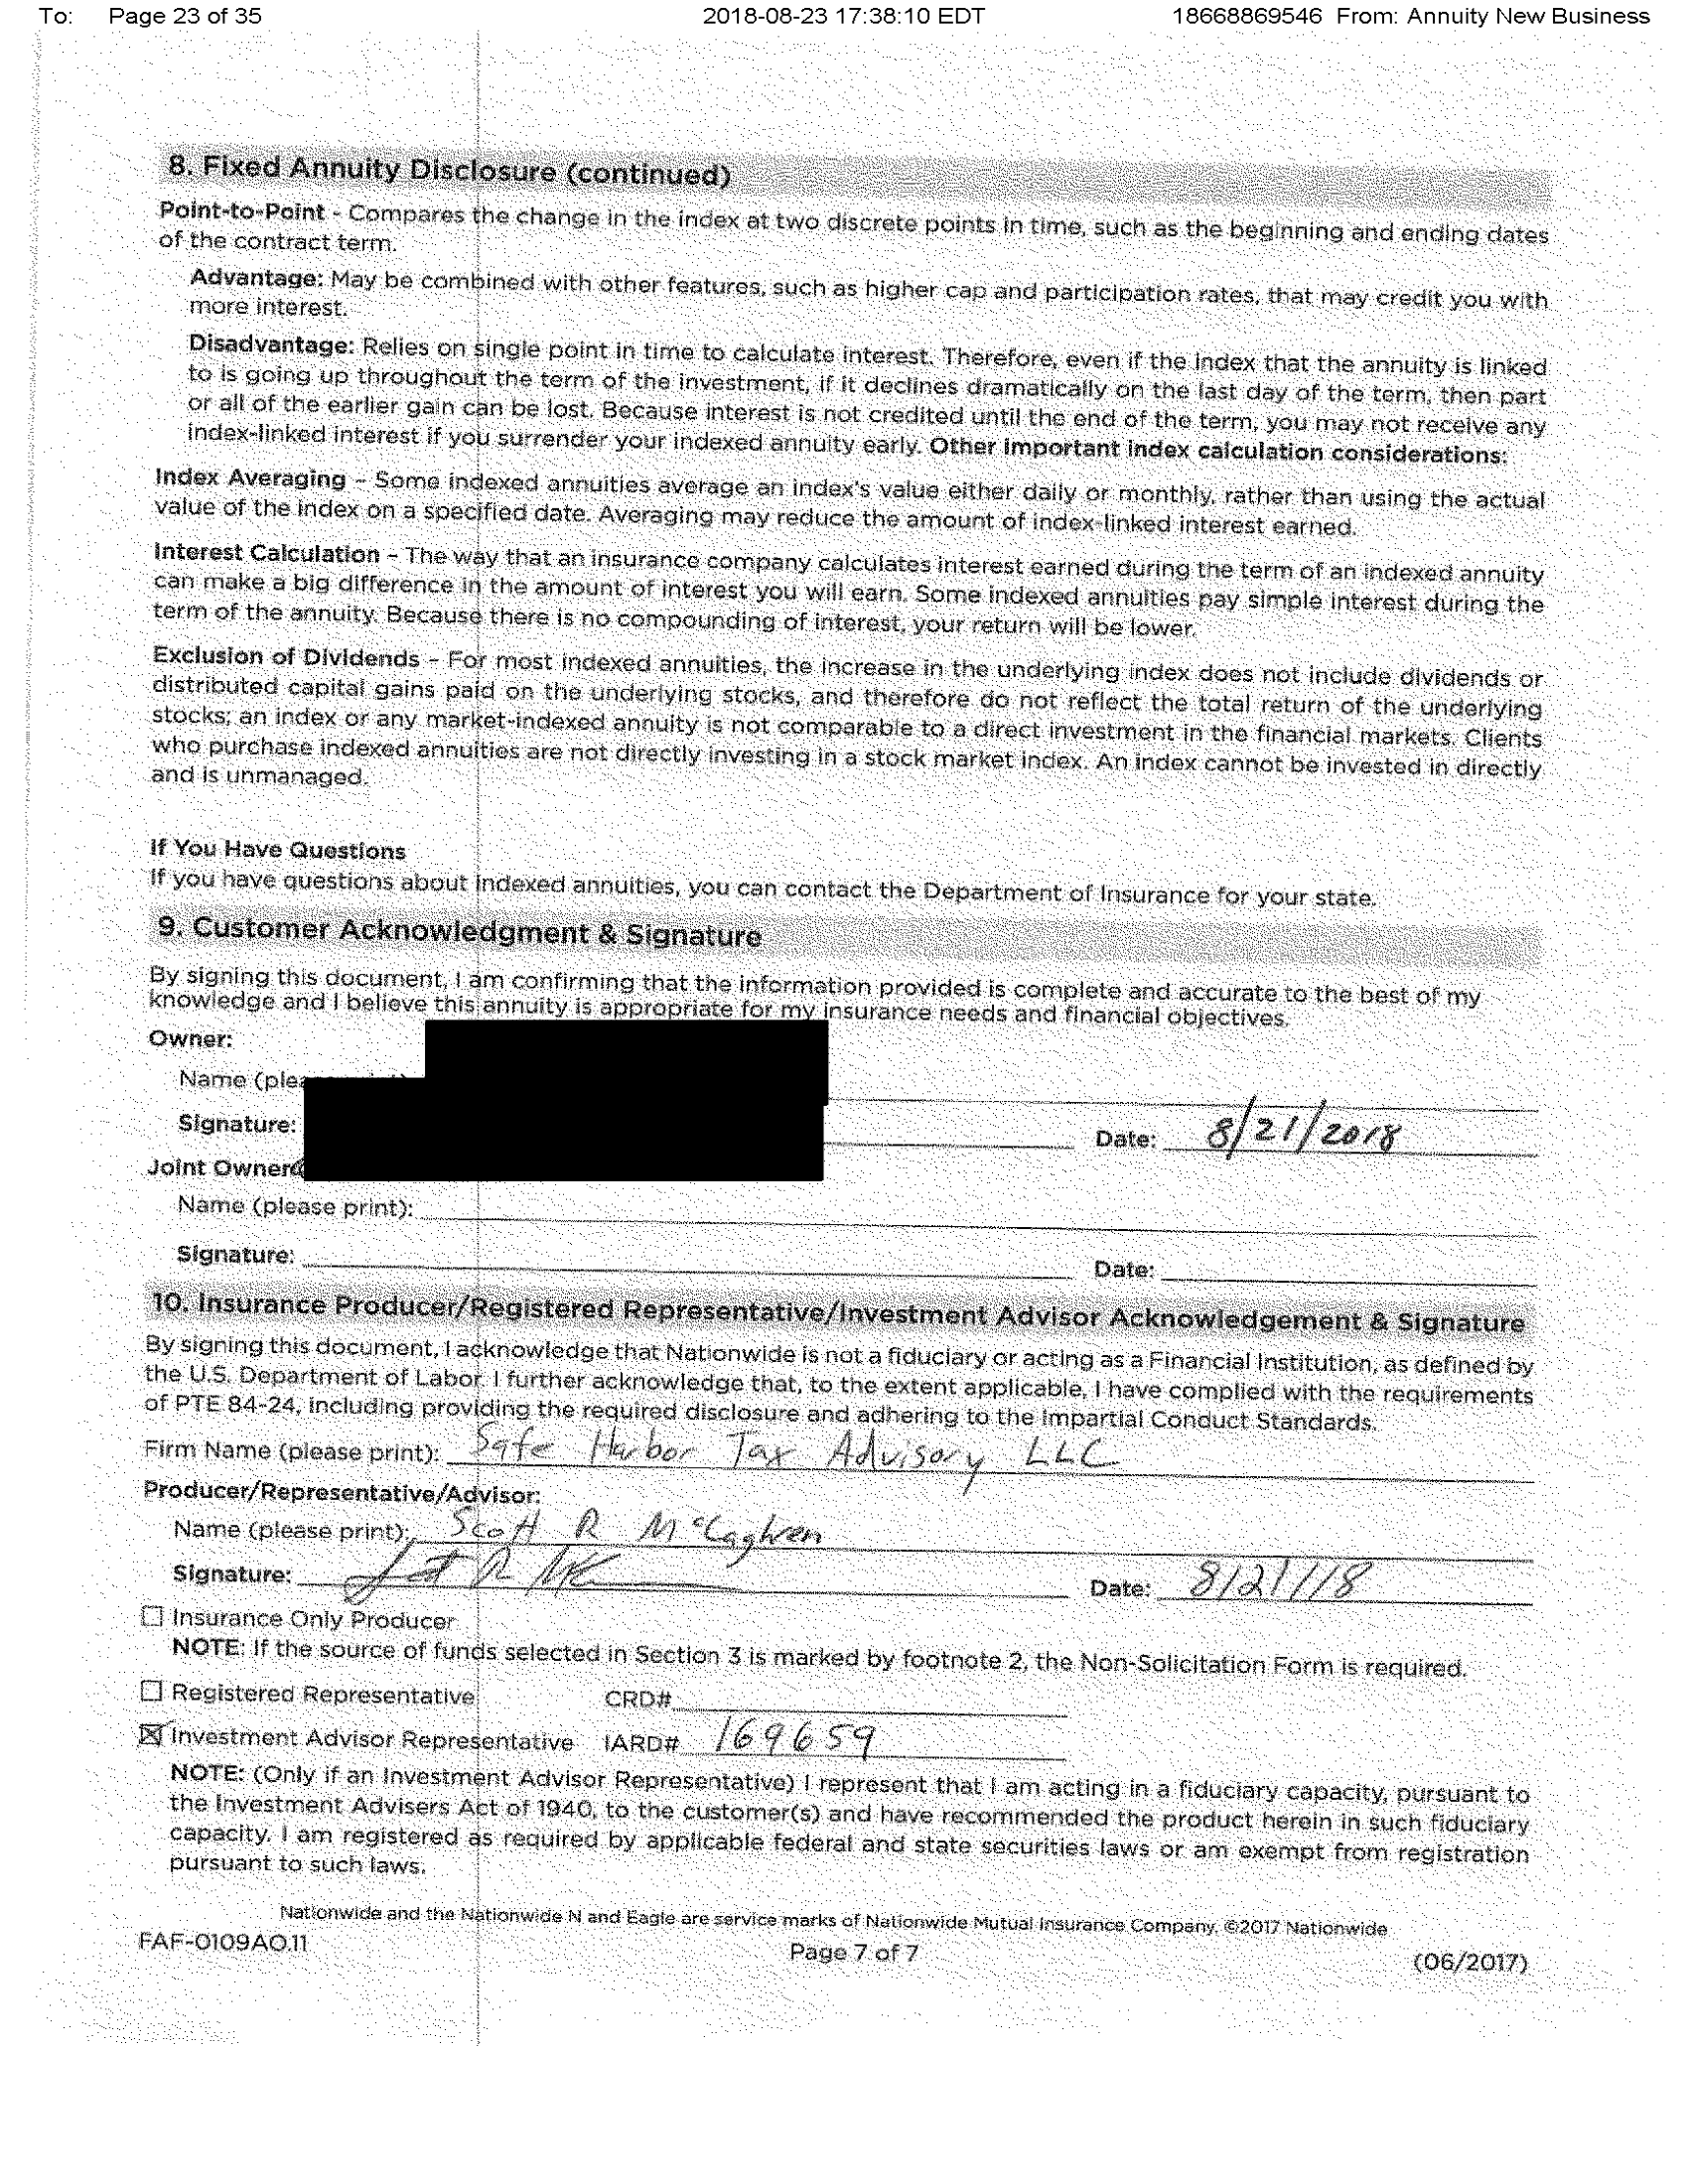 To: Page 23 of 35 2018-08-23 17:38:10 EDT 18668869546 From: Annuity New Business
8. Fixed Annuity Disclosure (continued)
Point-to-Point - Compares the change in the index at two discrete points in time, such as the beginning and ending dates
of the contract term.
Advantage: May be combined with other features, such as higher cap and participation rates, that may credit you with
more interest.
Disadvantage: Relies on single point in time to calculate interest. Therefore, even if the index that the annuity is linked
to is going up throughout the term of the investment, if it declines dramatically on the last day of the term, then part
or all of the earlier gain can be lost. Because interest is not credited until the end of the term, you may not receive any
index-linked interest if you surrender your indexed annuity early. Other important index calculation considerations:
Index Averaging – Some indexed annuities average an index's value either daily or monthly, rather than using the actual
value of the index on a specified date. Averaging may reduce the amount of index-linked interest earned.
Interest Calculation – The way that an insurance company calculates interest earned during the term of an indexed annuity
can make a big difference in the amount of interest you will earn. Some indexed annuities pay simple interest during the
term of the annuity. Because there is no compounding of interest, your return will be lower.
Exclusion of Dividends – For most indexed annuities, the increase in the underlying index does not include dividends or
distributed capital gains paid on the underlying stocks, and therefore do not reflect the total return of the underlying
stocks; an index or any market-indexed annuity is not comparable to a direct investment in the financial markets. Clients
who purchase indexed annuities are not directly investing in a stock market index. An index cannot be invested in directly
and is unmanaged.
If You Have Questions
If you have questions about indexed annuities, you can contact the Department of Insurance for your state.
9. Customer Acknowledgment & Signature
By signing this document, I am confirming that the information provided is complete and accurate to the best of my
knowledge and I believe this annuity is appropriate for my insurance needs and financial objectives.
Owner:
Name
Signature: Date: 8/21/2018
Joint Owner
Name (please print):
Signature: Date:
10. Insurance Producer/Registered Representative/Investment Advisor Acknowledgement & Signature
By signing this document, I acknowledge that Nationwide is not a fiduciary or acting as a Financial Institution, as defined by
the U.S. Department of Labor. I further acknowledge that, to the extent applicable, I have complied with the requirements
of PTE 84-24, including providing the required disclosure and adhering to the Impartial Conduct Standards.
Firm Name (please print): Safe Harbor Tax Advisory LLC
Producer/Representative/Advisor:
Name (please print): Scott R McCaghren
Signature: Date: 8/21/18
Insurance Only Producer
NOTE: If the source of funds selected in Section 3 is marked by footnote 2, the Non-Solicitation Form is required.
Registered Representative CRD#
Investment Advisor Representative IARD# 169659
NOTE: (Only if an Investment Advisor Representative) I represent that I am acting in a fiduciary capacity, pursuant to
the Investment Advisers Act of 1940, to the customer(s) and have recommended the product herein in such fiduciary
capacity. I am registered as required by applicable federal and state securities laws or am exempt from registration
pursuant to such laws.
Nationwide and the Nationwide N and Eagle are service marks of Nationwide Mutual Insurance Company. ©2017 Nationwide
FAF-0109AO.11 Page 7 of 7 (06/2017)